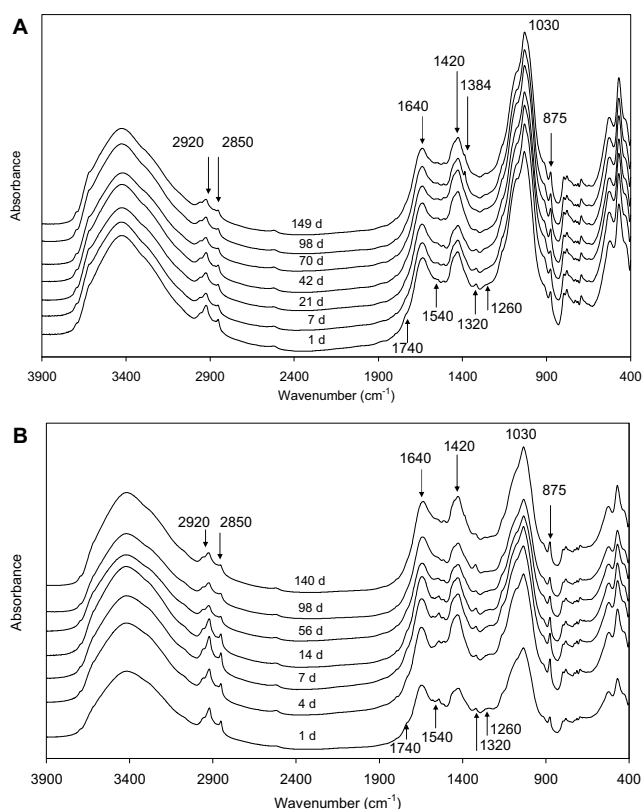 A
1030
1420
1384
1640
875
2920 2850
149 d
98 d
70 d
42 d
21 d
7 d
1 d
1540
1320
1260
1740
Absorbance
3900 3400 2900 2400 1900 1400 900 400
Wavenumber (cm-1)
B
1030
1420
1640
875
2920 2850
140 d
98 d
56 d
14 d
7 d
4 d
1 d
1740
1540
1320
1260
Absorbance
3900 3400 2900 2400 1900 1400 900 400
Wavenumber (cm-1)